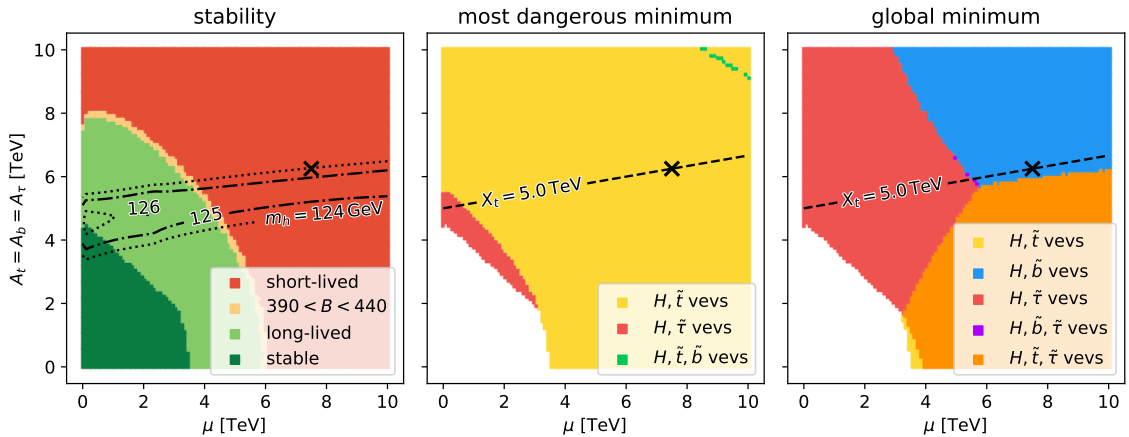 stability
most dangerous minimum
global minimum
A_t = A_b = A_τ [TeV]
10
8
6
4
2
0
126
125
m_h = 124 GeV
short-lived
390 < B < 440
long-lived
stable
0 2 4 6 8 10
μ [TeV]
X_t = 5.0 TeV
H, t̃ vevs
H, τ̃ vevs
H, t̃, b̃ vevs
0 2 4 6 8 10
μ [TeV]
X_t = 5.0 TeV
H, t̃ vevs
H, b̃ vevs
H, τ̃ vevs
H, b̃, τ̃ vevs
H, t̃, τ̃ vevs
0 2 4 6 8 10
μ [TeV]